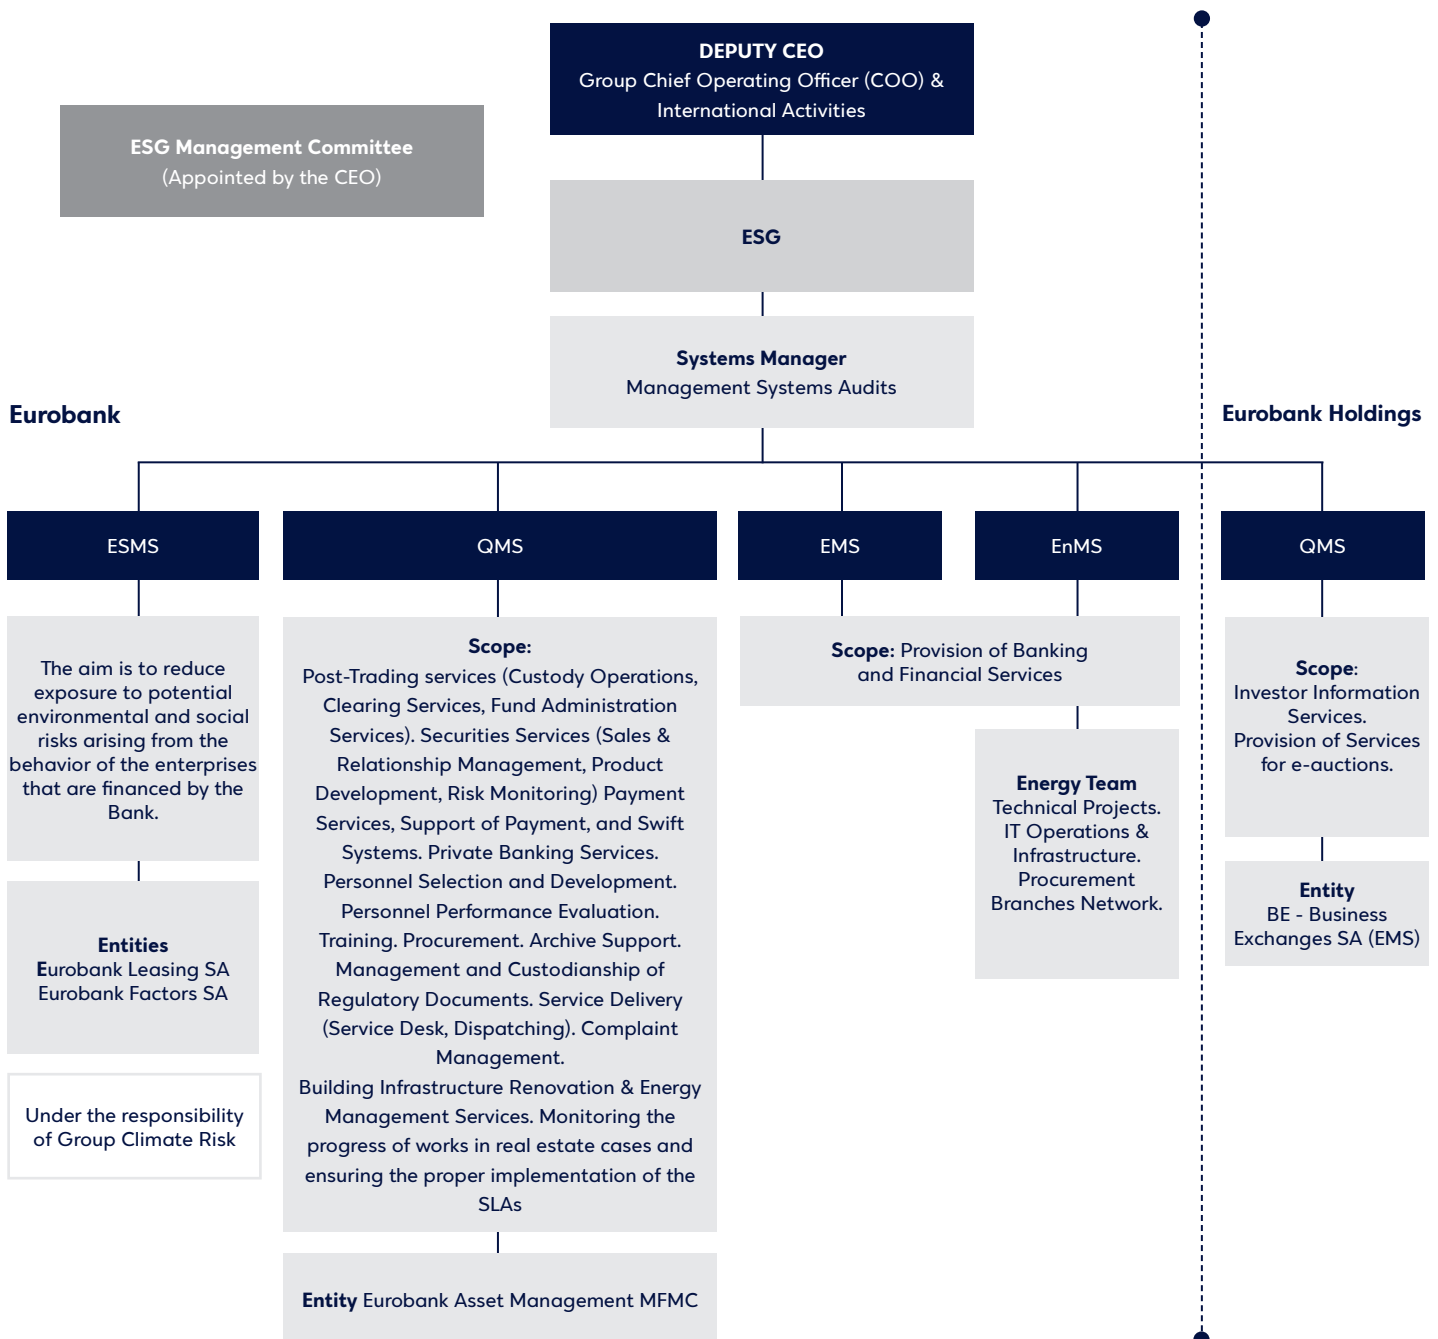 DEPUTY CEO
Group Chief Operating Officer (COO) &
International Activities
ESG Management Committee
(Appointed by the CEO)
ESG
Systems Manager
Management Systems Audits
Eurobank
Eurobank Holdings
ESMS
QMS
EMS
EnMS
QMS
The aim is to reduce
exposure to potential
environmental and social
risks arising from the
behavior of the enterprises
that are financed by the
Bank.
Entities
Eurobank Leasing SA
Eurobank Factors SA
Under the responsibility
of Group Climate Risk
Scope:
Post-Trading services (Custody Operations,
Clearing Services, Fund Administration
Services). Securities Services (Sales &
Relationship Management, Product
Development, Risk Monitoring) Payment
Services, Support of Payment, and Swift
Systems. Private Banking Services.
Personnel Selection and Development.
Personnel Performance Evaluation.
Training. Procurement. Archive Support.
Management and Custodianship of
Regulatory Documents. Service Delivery
(Service Desk, Dispatching). Complaint
Management.
Building Infrastructure Renovation & Energy
Management Services. Monitoring the
progress of works in real estate cases and
ensuring the proper implementation of the
SLAs
Entity Eurobank Asset Management MFMC
Scope: Provision of Banking
and Financial Services
Energy Team
Technical Projects.
IT Operations &
Infrastructure.
Procurement
Branches Network.
Scope:
Investor Information
Services.
Provision of Services
for e-auctions.
Entity
BE - Business
Exchanges SA (EMS)